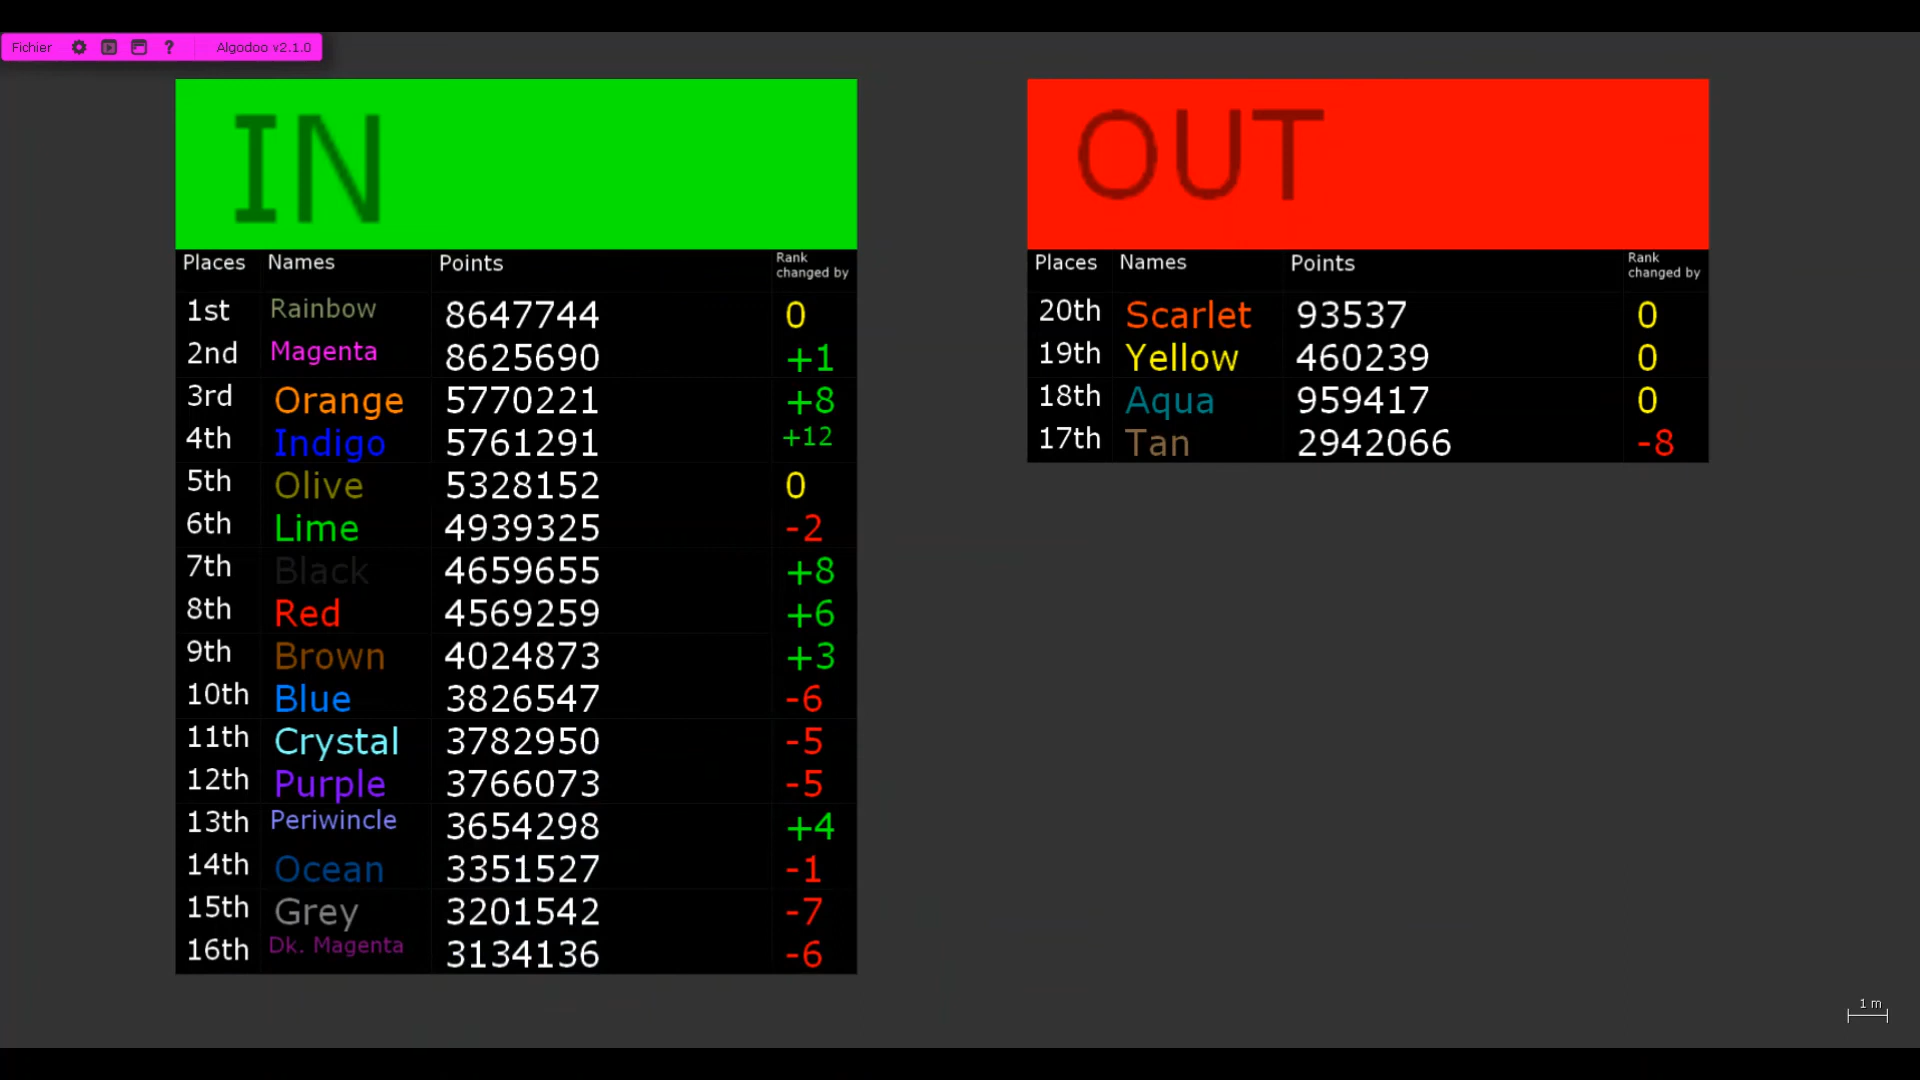 Fichier ? Algodoo v2.1.0
IN
Places Names Points Rank changed by
1st Rainbow 8647744 0
2nd Magenta 8625690 +1
3rd Orange 5770221 +8
4th Indigo 5761291 +12
5th Olive 5328152 0
6th Lime 4939325 -2
7th Black 4659655 +8
8th Red 4569259 +6
9th Brown 4024873 +3
10th Blue 3826547 -6
11th Crystal 3782950 -5
12th Purple 3766073 -5
13th Periwincle 3654298 +4
14th Ocean 3351527 -1
15th Grey 3201542 -7
16th Dk. Magenta 3134136 -6
OUT
Places Names Points Rank changed by
20th Scarlet 93537 0
19th Yellow 460239 0
18th Aqua 959417 0
17th Tan 2942066 -8
1 m